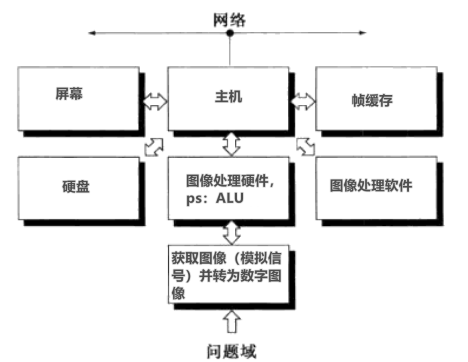 网络
屏幕
主机
帧缓存
硬盘
图像处理硬件,
ps: ALU
图像处理软件
获取图像（模拟信
号）并转为数字图
像
问题域